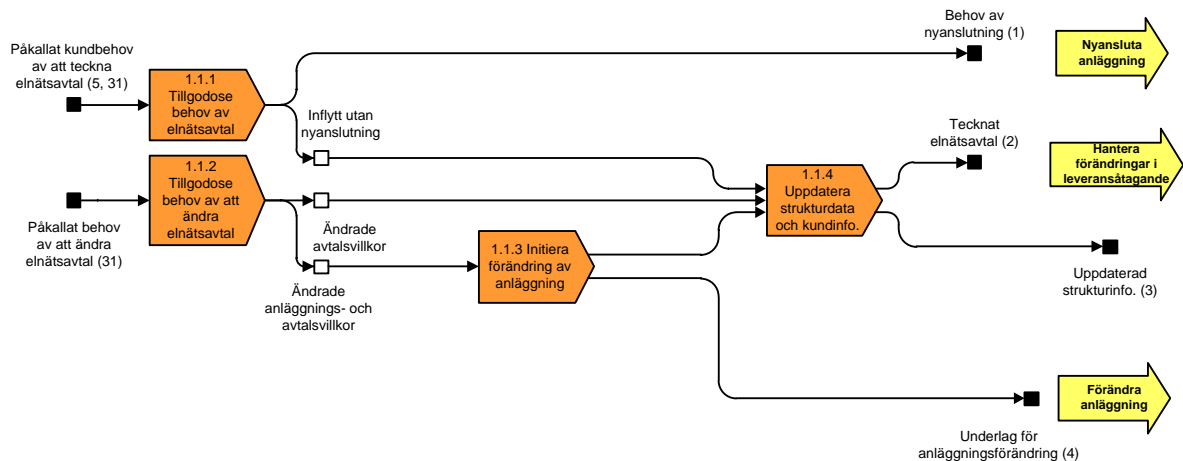 Påkallat kundbehov
av att teckna
elnätsavtal (5, 31)
1.1.1
Tillgodose
behov av
elnätsavtal
Behov av
nyanslutning (1)
Nyansluta
anläggning
Inflytt utan
nyanslutning
Tecknat
elnätsavtal (2)
Hantera
förändringar i
leveransåtagande
1.1.2
Tillgodose
behov av att
ändra
elnätsavtal
1.1.4
Uppdatera
strukturdata
och kundinfo.
Påkallat behov
av att ändra
elnätsavtal (31)
Ändrade
avtalsvillkor
1.1.3 Initiera
förändring av
anläggning
Uppdaterad
strukturinfo. (3)
Ändrade
anläggnings- och
avtalsvillkor
Förändra
anläggning
Underlag för
anläggningsförändring (4)